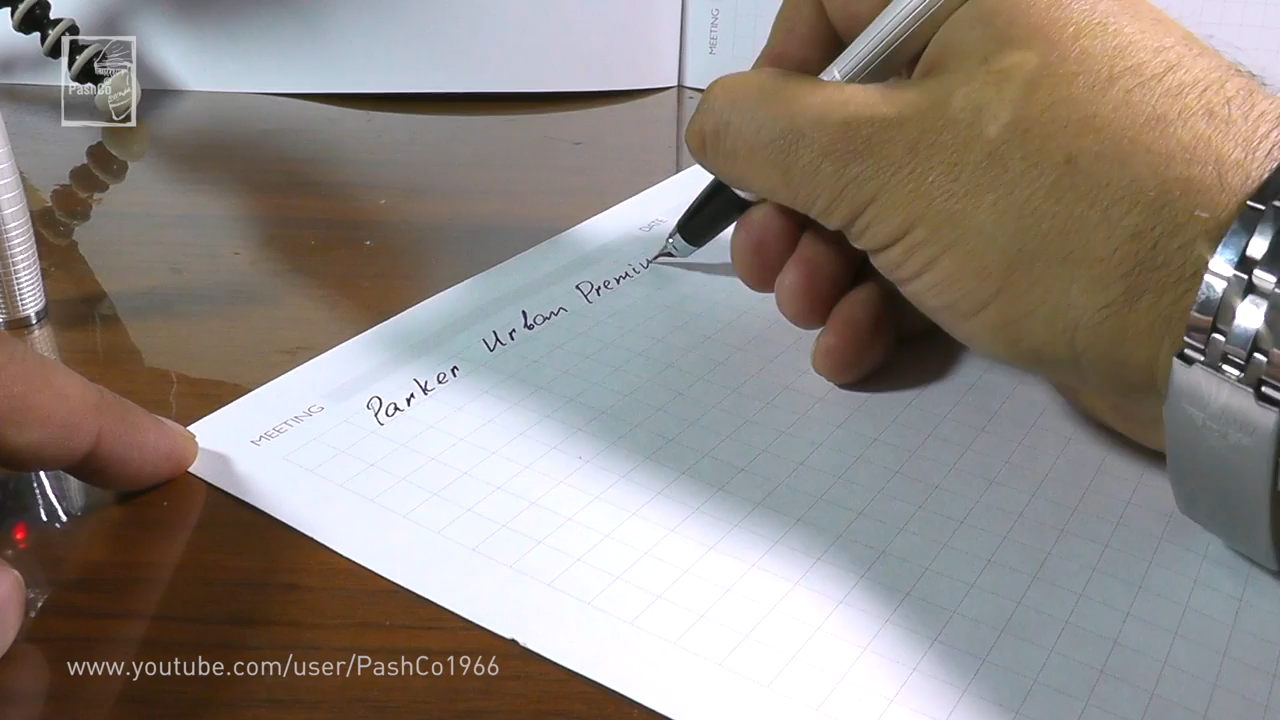 MEETING
PashCo
DATE
MEETING
Parker Urban Premiu
www.youtube.com/user/PashCo1966